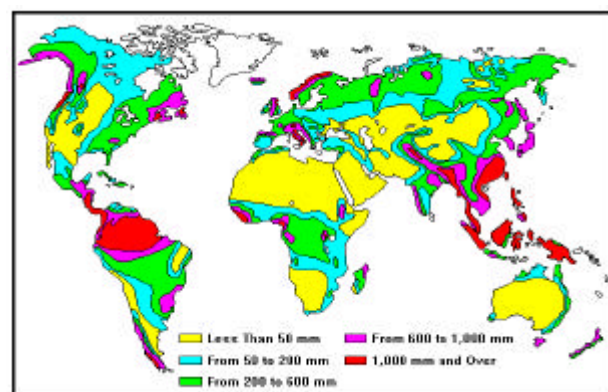 Less Than 50 mm
From 50 to 200 mm
From 200 to 600 mm
From 600 to 1,000 mm
1,000 mm and Over